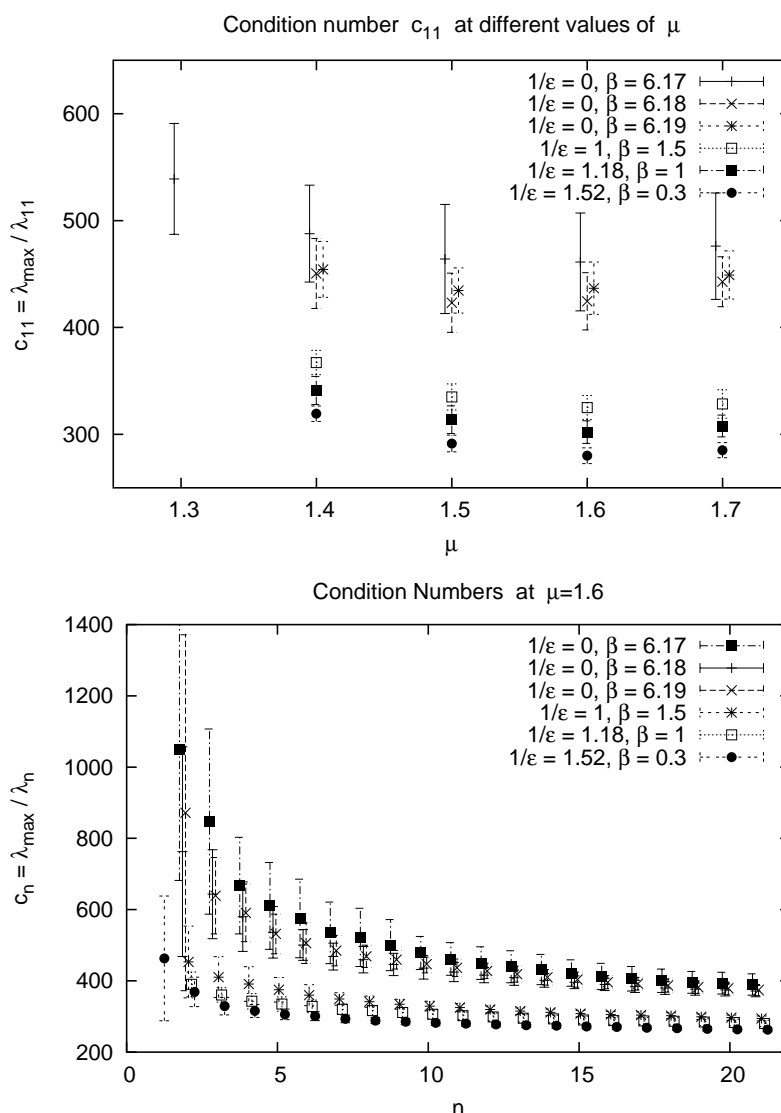 Condition number c₁₁ at different values of μ
600
500
400
300
c₁₁ = λmax / λ₁₁
1/ε = 0, β = 6.17
1/ε = 0, β = 6.18
1/ε = 0, β = 6.19
1/ε = 1, β = 1.5
1/ε = 1.18, β = 1
1/ε = 1.52, β = 0.3
1.3 1.4 1.5 1.6 1.7
μ
Condition Numbers at μ=1.6
1400
1200
1000
800
600
400
200
cₙ = λmax / λₙ
1/ε = 0, β = 6.17
1/ε = 0, β = 6.18
1/ε = 0, β = 6.19
1/ε = 1, β = 1.5
1/ε = 1.18, β = 1
1/ε = 1.52, β = 0.3
0 5 10 15 20
n